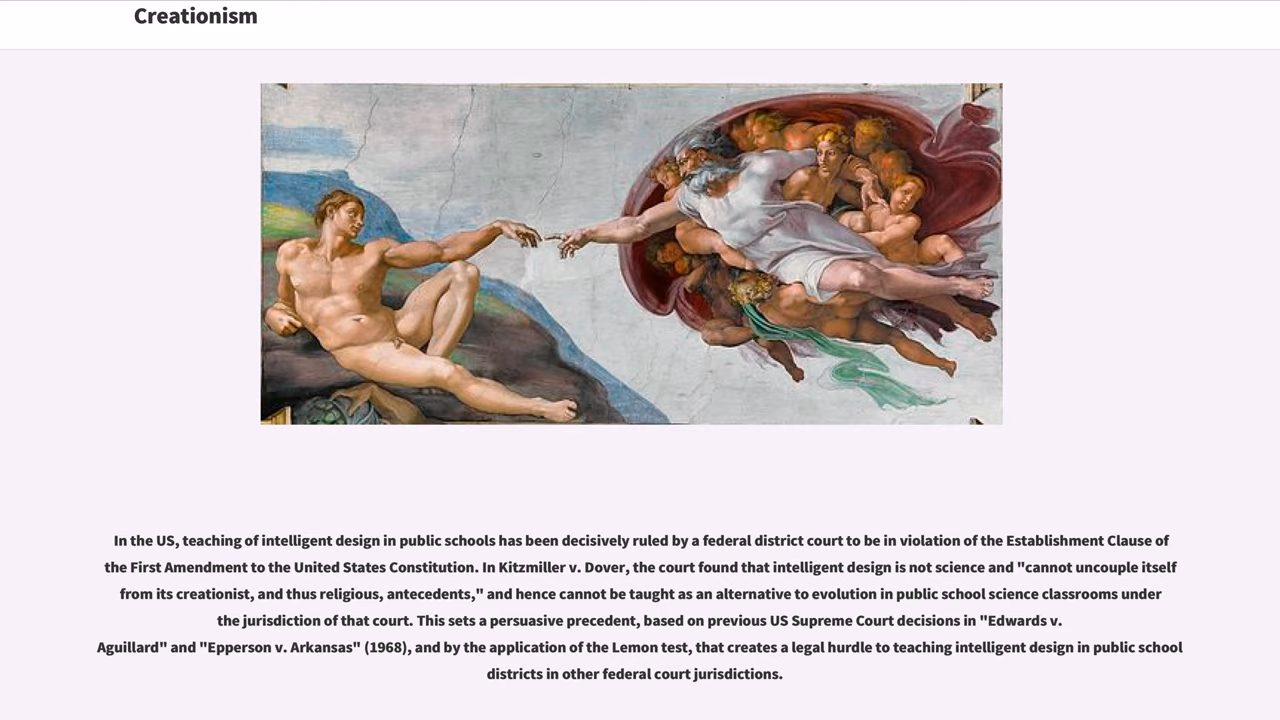 Creationism
In the US, teaching of intelligent design in public schools has been decisively ruled by a federal district court to be in violation of the Establishment Clause of
the First Amendment to the United States Constitution. In Kitzmiller v. Dover, the court found that intelligent design is not science and "cannot uncouple itself
from its creationist, and thus religious, antecedents," and hence cannot be taught as an alternative to evolution in public school science classrooms under
the jurisdiction of that court. This sets a persuasive precedent, based on previous US Supreme Court decisions in "Edwards v.
Aguillard" and "Epperson v. Arkansas" (1968), and by the application of the Lemon test, that creates a legal hurdle to teaching intelligent design in public school
districts in other federal court jurisdictions.